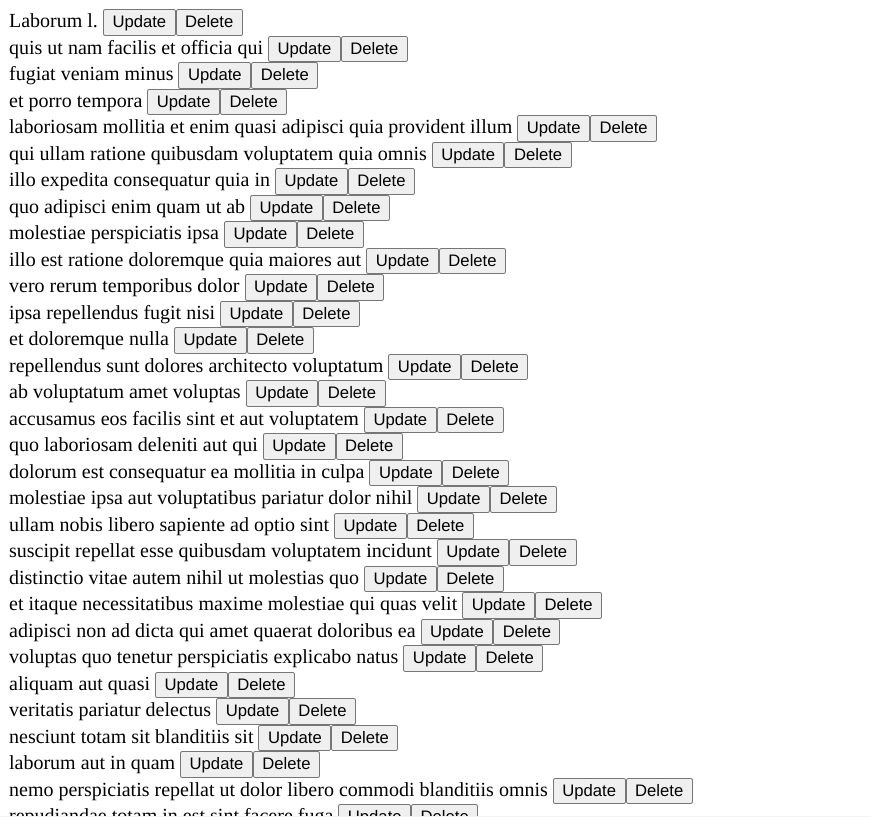 Laborum l. Update Delete
quis ut nam facilis et officia qui Update Delete
fugiat veniam minus Update Delete
et porro tempora Update Delete
laboriosam mollitia et enim quasi adipisci quia provident illum Update Delete
qui ullam ratione quibusdam voluptatem quia omnis Update Delete
illo expedita consequatur quia in Update Delete
quo adipisci enim quam ut ab Update Delete
molestiae perspiciatis ipsa Update Delete
illo est ratione doloremque quia maiores aut Update Delete
vero rerum temporibus dolor Update Delete
ipsa repellendus fugit nisi Update Delete
et doloremque nulla Update Delete
repellendus sunt dolores architecto voluptatum Update Delete
ab voluptatum amet voluptas Update Delete
accusamus eos facilis sint et aut voluptatem Update Delete
quo laboriosam deleniti aut qui Update Delete
dolorum est consequatur ea mollitia in culpa Update Delete
molestiae ipsa aut voluptatibus pariatur dolor nihil Update Delete
ullam nobis libero sapiente ad optio sint Update Delete
suscipit repellat esse quibusdam voluptatem incidunt Update Delete
distinctio vitae autem nihil ut molestias quo Update Delete
et itaque necessitatibus maxime molestiae qui quas velit Update Delete
adipisci non ad dicta qui amet quaerat doloribus ea Update Delete
voluptas quo tenetur perspiciatis explicabo natus Update Delete
aliquam aut quasi Update Delete
veritatis pariatur delectus Update Delete
nesciunt totam sit blanditiis sit Update Delete
laborum aut in quam Update Delete
nemo perspiciatis repellat ut dolor libero commodi blanditiis omnis Update Delete
repudiandae totam in est sint facere fuga Update Delete